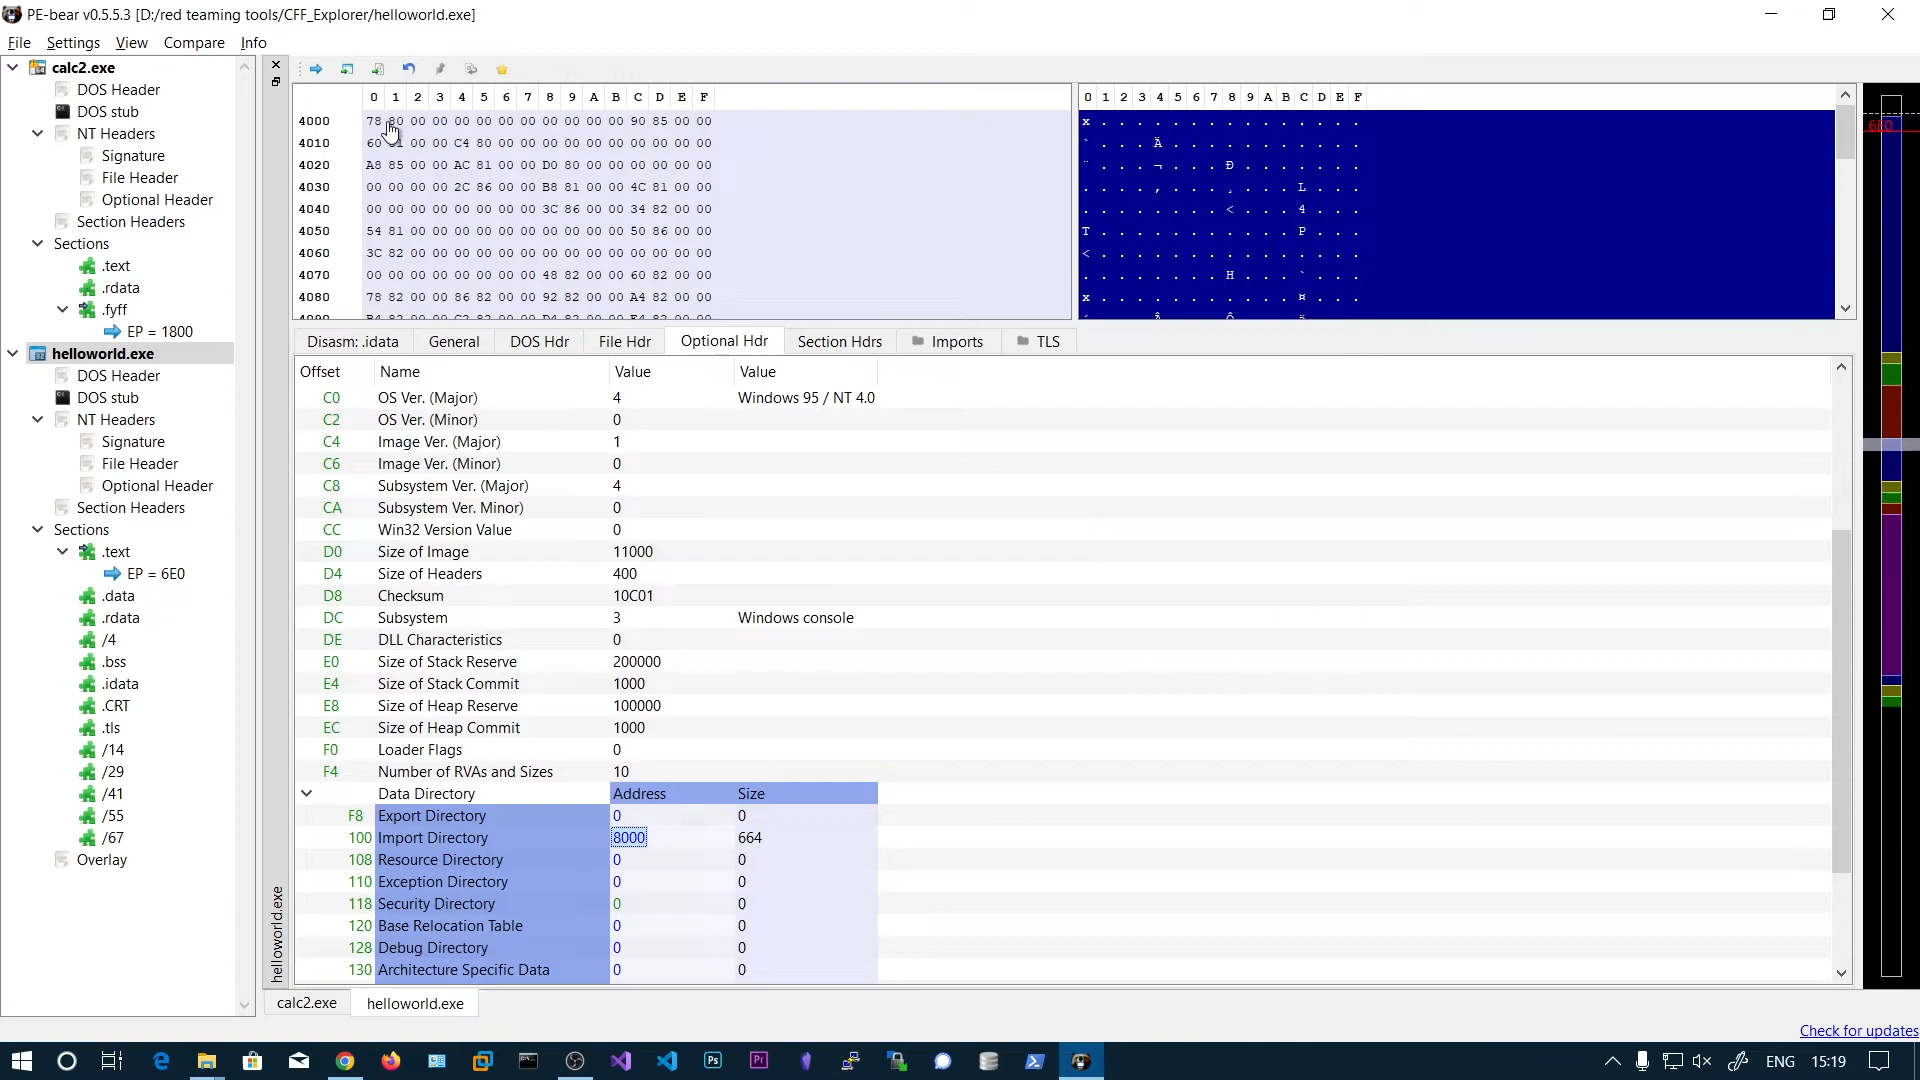 PE-bear v0.5.5.3 [D:/red teaming tools/CFF_Explorer/helloworld.exe]
File Settings View Compare Info
calc2.exe
DOS Header
DOS stub
NT Headers
Signature
File Header
Optional Header
Section Headers
Sections
.text
.rdata
.fyff
EP = 1800
helloworld.exe
DOS Header
DOS stub
NT Headers
Signature
File Header
Optional Header
Section Headers
Sections
.text
EP = 6E0
.data
.rdata
/4
.bss
.idata
.CRT
.tls
/14
/29
/41
/55
/67
Overlay
helloworld.exe
0 1 2 3 4 5 6 7 8 9 A B C D E F
4000 78 80 00 00 00 00 00 00 00 00 00 00 90 85 00 00
4010 60 00 00 C4 80 00 00 00 00 00 00 00 00 00 00
4020 A8 85 00 00 AC 81 00 00 D0 80 00 00 00 00 00 00
4030 00 00 00 00 2C 86 00 00 B8 81 00 00 4C 81 00 00
4040 00 00 00 00 00 00 00 00 3C 86 00 00 34 82 00 00
4050 54 81 00 00 00 00 00 00 00 00 00 00 50 86 00 00
4060 3C 82 00 00 00 00 00 00 00 00 00 00 00 00 00 00
4070 00 00 00 00 00 00 00 00 48 82 00 00 60 82 00 00
4080 78 82 00 00 86 82 00 00 92 82 00 00 A4 82 00 00
0 1 2 3 4 5 6 7 8 9 A B C D E F
x . . . . . . . . . . . . . . .
` . . . Ä . . . . . . . . . . .
¨ . . . ¬ . . . Ð . . . . . . .
. . . . , . . . ¸ . . . L . . .
. . . . . . . . < . . . 4 . . .
T . . . . . . . . . . . P . . .
< . . . . . . . . . . . . . . .
. . . . . . . . H . . . ` . . .
x . . . . . . . . . . . ¤ . . .
6E0
Disasm: .idata General DOS Hdr File Hdr Optional Hdr Section Hdrs Imports TLS
Offset Name Value Value
C0 OS Ver. (Major) 4 Windows 95 / NT 4.0
C2 OS Ver. (Minor) 0
C4 Image Ver. (Major) 1
C6 Image Ver. (Minor) 0
C8 Subsystem Ver. (Major) 4
CA Subsystem Ver. Minor) 0
CC Win32 Version Value 0
D0 Size of Image 11000
D4 Size of Headers 400
D8 Checksum 10C01
DC Subsystem 3 Windows console
DE DLL Characteristics 0
E0 Size of Stack Reserve 200000
E4 Size of Stack Commit 1000
E8 Size of Heap Reserve 100000
EC Size of Heap Commit 1000
F0 Loader Flags 0
F4 Number of RVAs and Sizes 10
Data Directory Address Size
F8 Export Directory 0 0
100 Import Directory 8000 664
108 Resource Directory 0 0
110 Exception Directory 0 0
118 Security Directory 0 0
120 Base Relocation Table 0 0
128 Debug Directory 0 0
130 Architecture Specific Data 0 0
calc2.exe helloworld.exe
Check for updates
ENG 15:19